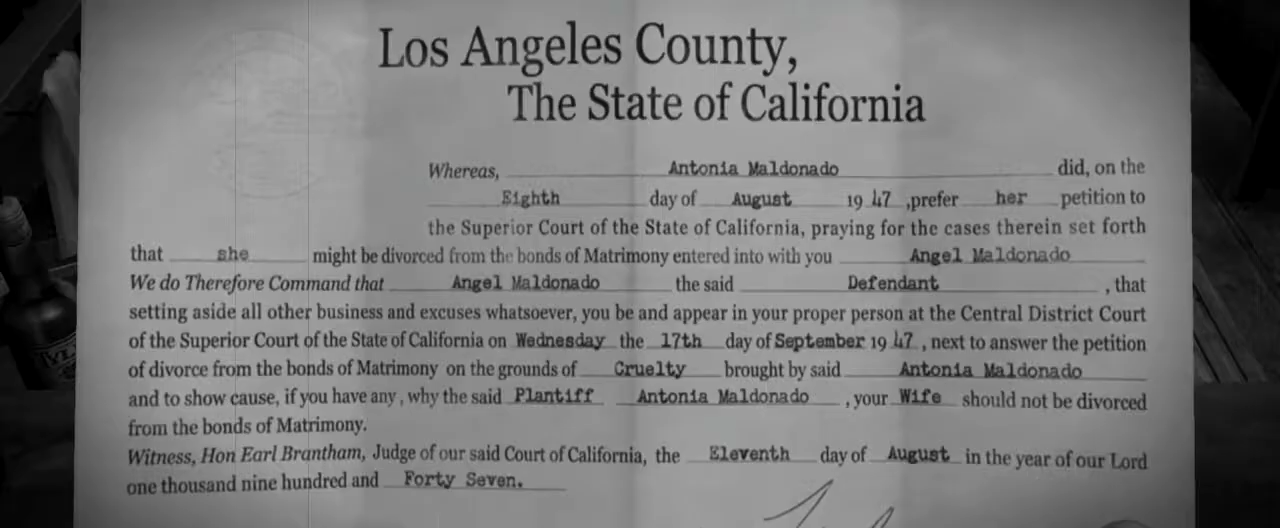 Los Angeles County,
The State of California
Whereas, Antonia Maldonado did, on the
Eighth day of August 19 47 ,prefer her petition to
the Superior Court of the State of California, praying for the cases therein set forth
that she might be divorced from the bonds of Matrimony entered into with you Angel Maldonado
We do Therefore Command that Angel Maldonado the said Defendant , that
setting aside all other business and excuses whatsoever, you be and appear in your proper person at the Central District Court
of the Superior Court of the State of California on Wednesday the 17th day of September 19 47 , next to answer the petition
of divorce from the bonds of Matrimony on the grounds of Cruelty brought by said Antonia Maldonado
and to show cause, if you have any , why the said Plantiff Antonia Maldonado , your Wife should not be divorced
from the bonds of Matrimony.
Witness, Hon Earl Brantham, Judge of our said Court of California, the Eleventh day of August in the year of our Lord
one thousand nine hundred and Forty Seven.